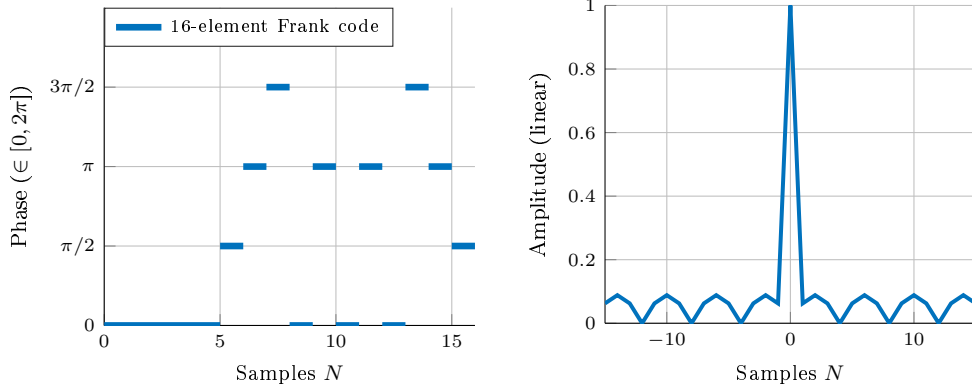 16-element Frank code
Phase (∈ [0, 2π])
3π/2
π
π/2
0
0
5
10
15
Samples N
Amplitude (linear)
1
0.8
0.6
0.4
0.2
0
−10
0
10
Samples N